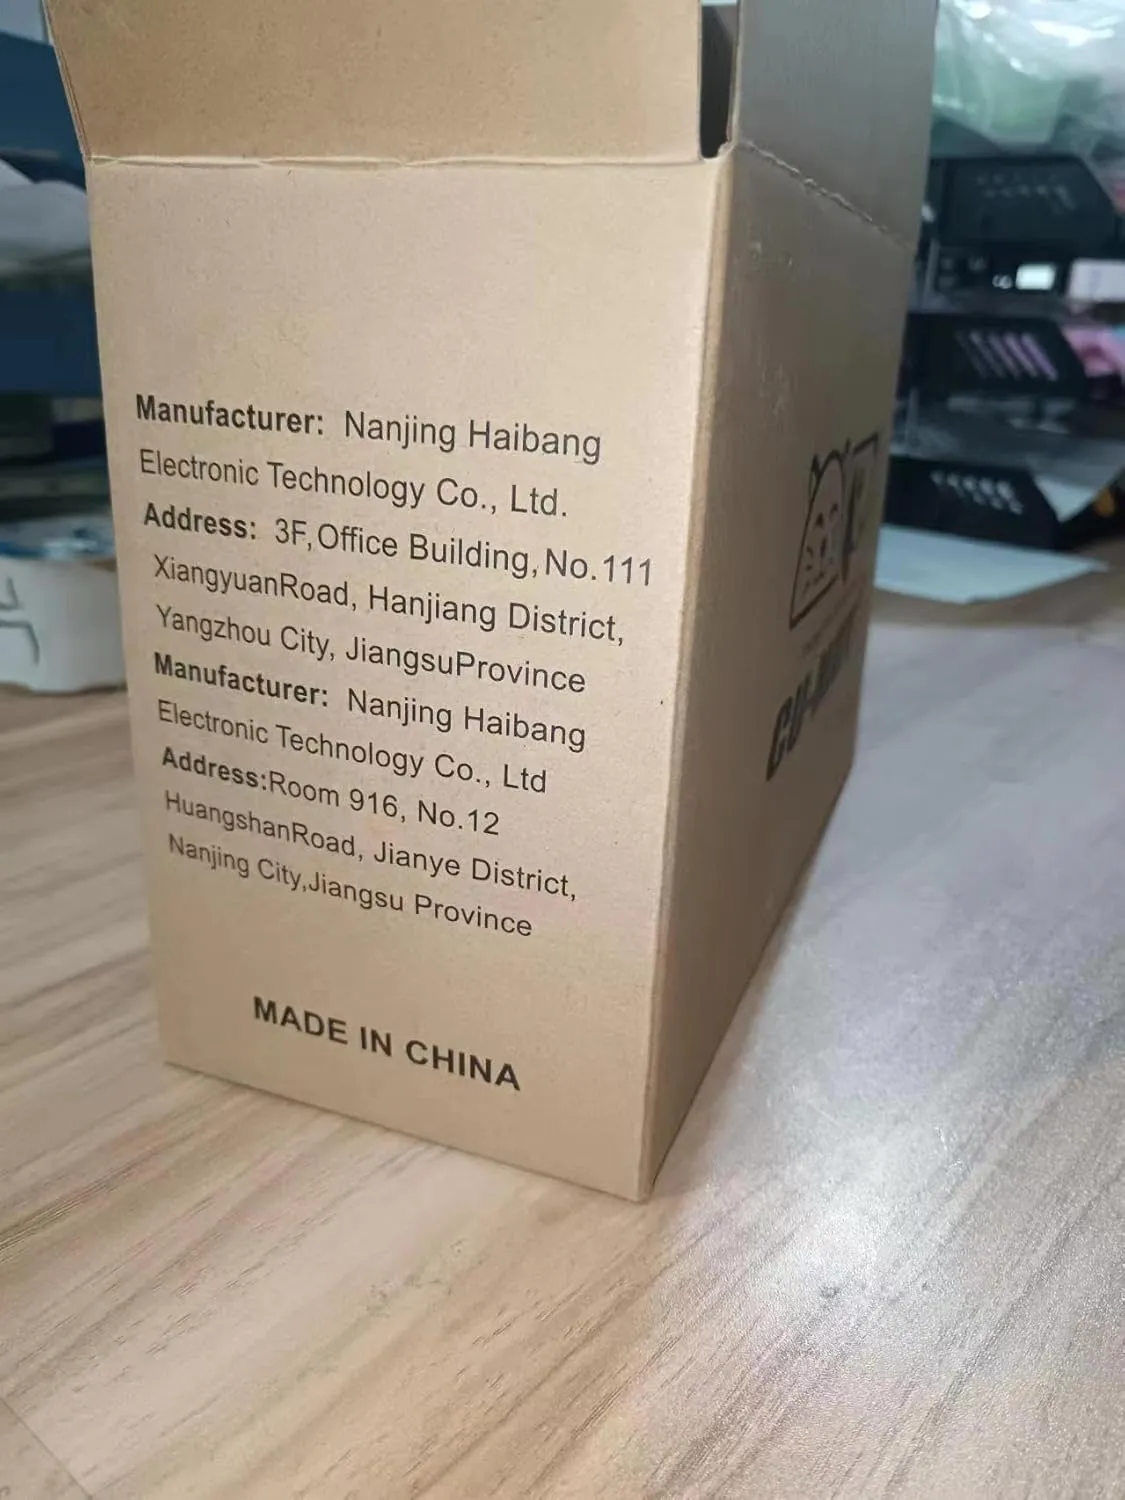 Manufacturer: Nanjing Haibang
Electronic Technology Co., Ltd.
Address: 3F,Office Building,No.111
XiangyuanRoad, Hanjiang District,
Yangzhou City, JiangsuProvince
Manufacturer: Nanjing Haibang
Electronic Technology Co., Ltd
Address:Room 916, No.12
HuangshanRoad, Jianye District,
Nanjing City,Jiangsu Province
MADE IN CHINA